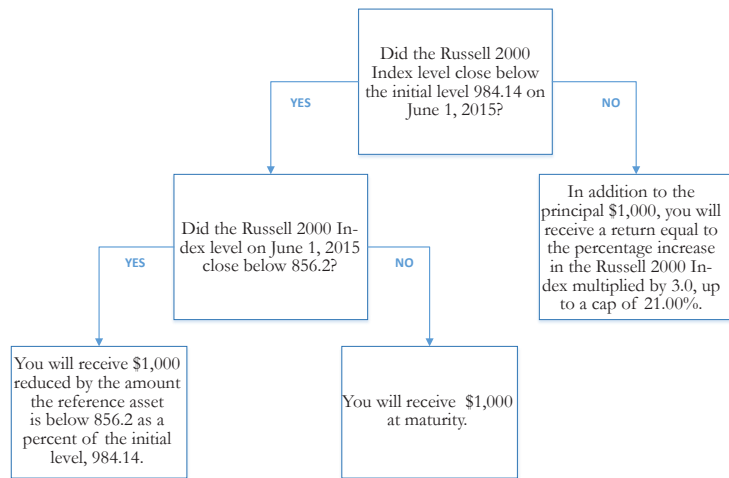 Did the Russell 2000
Index level close below
the initial level 984.14 on
June 1, 2015?
YES
NO
Did the Russell 2000 In-
dex level on June 1, 2015
close below 856.2?
In addition to the
principal $1,000, you will
receive a return equal to
the percentage increase
in the Russell 2000 In-
dex multiplied by 3.0, up
to a cap of 21.00%.
YES
NO
You will receive $1,000
reduced by the amount
the reference asset
is below 856.2 as a
percent of the initial
level, 984.14.
You will receive $1,000
at maturity.